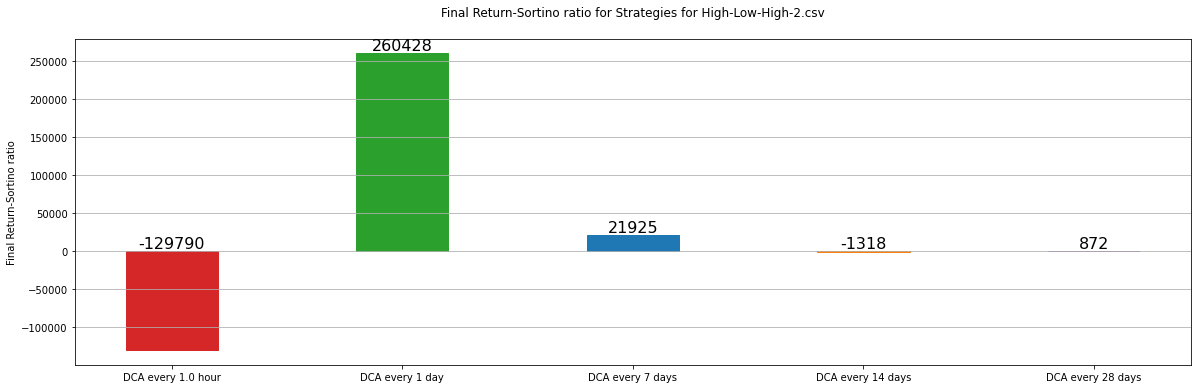 Final Return-Sortino ratio for Strategies for High-Low-High-2.csv
Final Return-Sortino ratio
250000
200000
150000
100000
50000
0
−50000
−100000
-129790
260428
21925
-1318
872
DCA every 1.0 hour
DCA every 1 day
DCA every 7 days
DCA every 14 days
DCA every 28 days